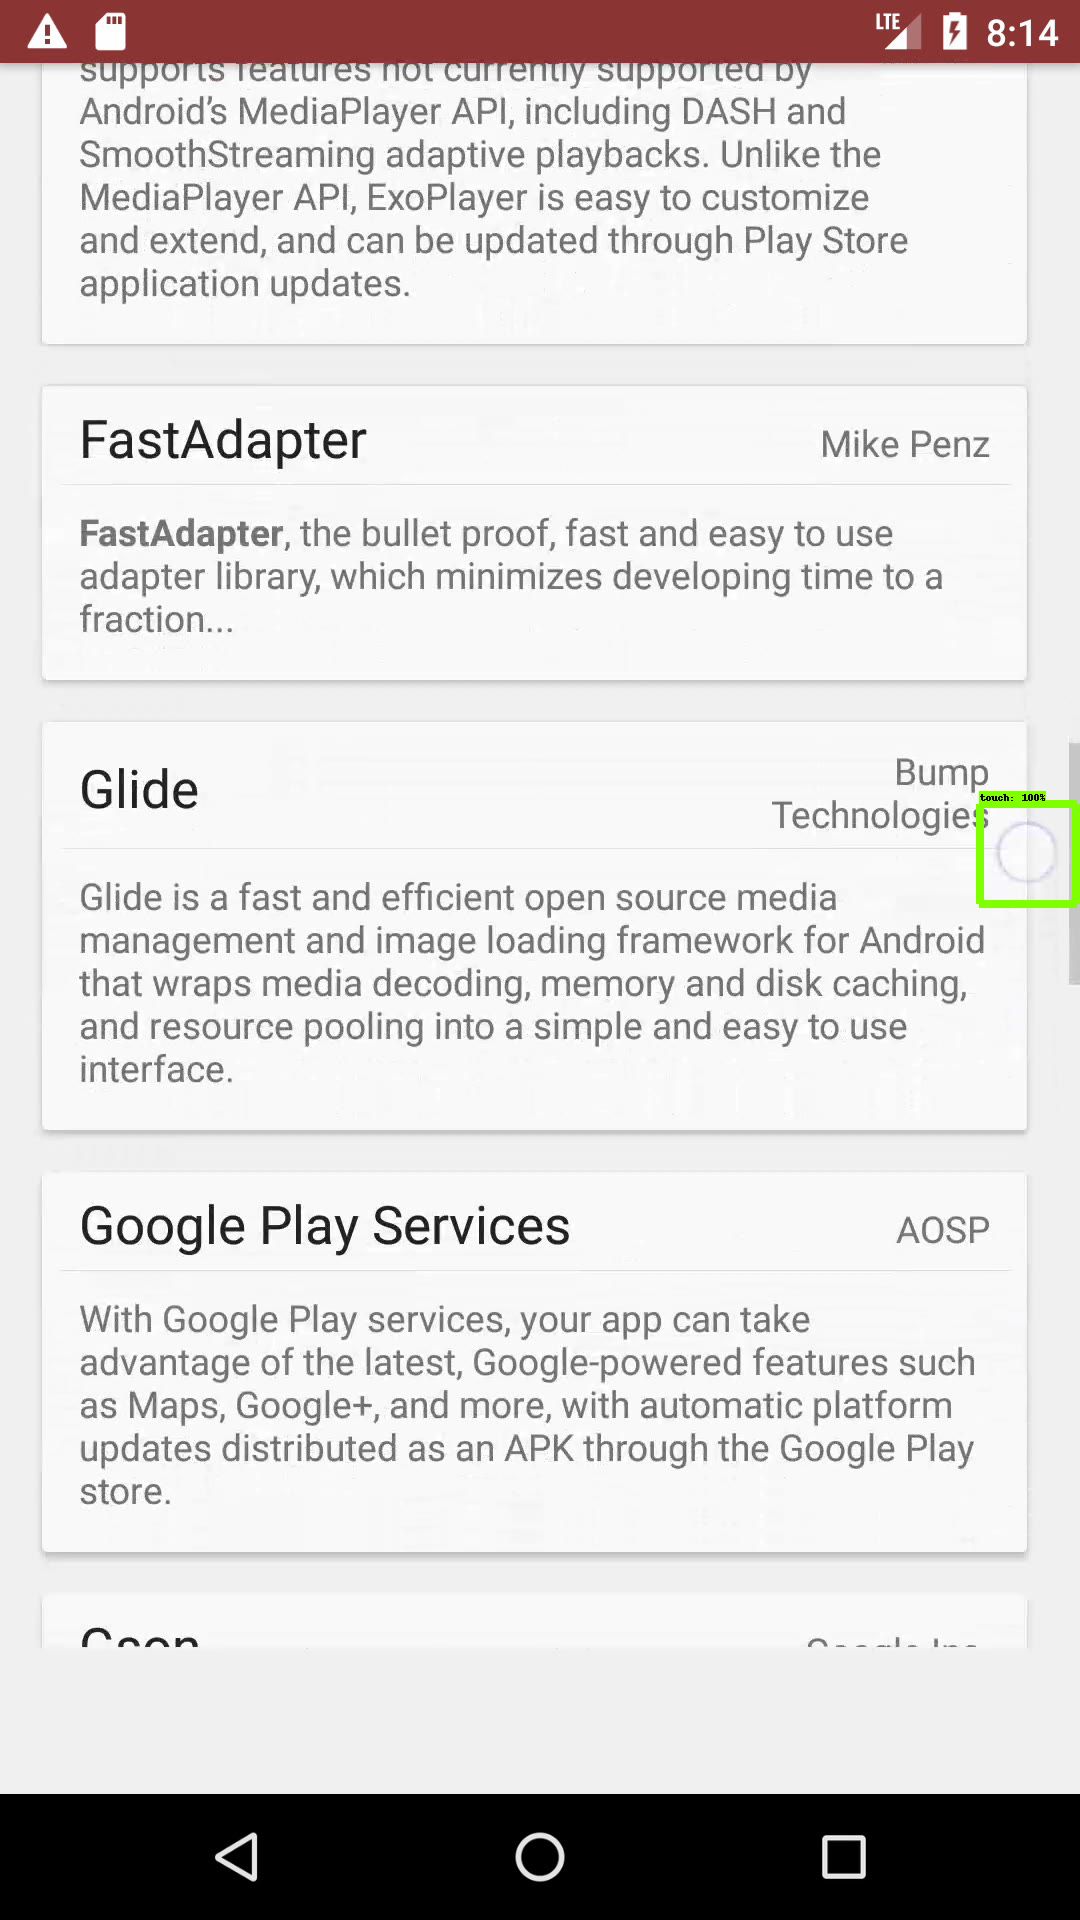 LTE 8:14
supports features not currently supported by
Android’s MediaPlayer API, including DASH and
SmoothStreaming adaptive playbacks. Unlike the
MediaPlayer API, ExoPlayer is easy to customize
and extend, and can be updated through Play Store
application updates.
FastAdapter Mike Penz
FastAdapter, the bullet proof, fast and easy to use
adapter library, which minimizes developing time to a
fraction...
Bump
Glide Technologies
touch: 100%
Glide is a fast and efficient open source media
management and image loading framework for Android
that wraps media decoding, memory and disk caching,
and resource pooling into a simple and easy to use
interface.
Google Play Services AOSP
With Google Play services, your app can take
advantage of the latest, Google-powered features such
as Maps, Google+, and more, with automatic platform
updates distributed as an APK through the Google Play
store.
Gson Google Inc.